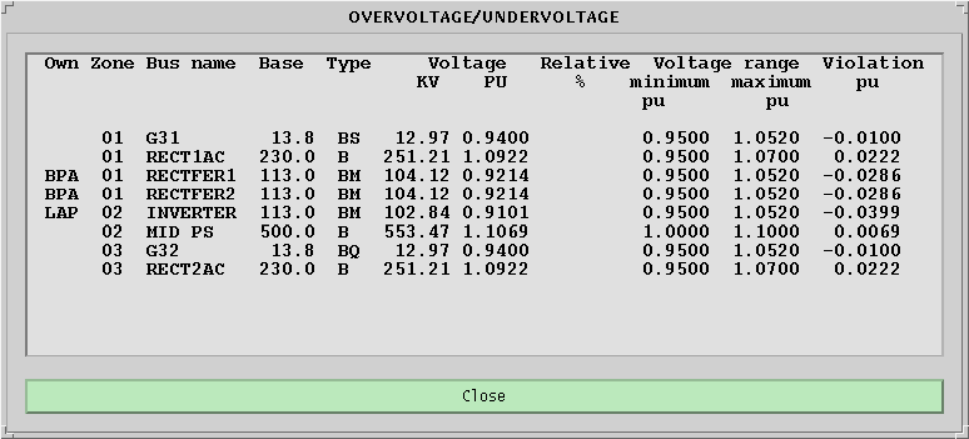 OVERVOLTAGE/UNDERVOLTAGE
Own Zone Bus name Base Type Voltage Relative Voltage range Violation
KV PU % minimum maximum pu
pu pu
01 G31 13.8 BS 12.97 0.9400 0.9500 1.0520 -0.0100
01 RECT1AC 230.0 B 251.21 1.0922 0.9500 1.0700 0.0222
BPA 01 RECTFER1 113.0 BM 104.12 0.9214 0.9500 1.0520 -0.0286
BPA 01 RECTFER2 113.0 BM 104.12 0.9214 0.9500 1.0520 -0.0286
LAP 02 INVERTER 113.0 BM 102.84 0.9101 0.9500 1.0520 -0.0399
02 MID PS 500.0 B 553.47 1.1069 1.0000 1.1000 0.0069
03 G32 13.8 BQ 12.97 0.9400 0.9500 1.0520 -0.0100
03 RECT2AC 230.0 B 251.21 1.0922 0.9500 1.0700 0.0222
Close